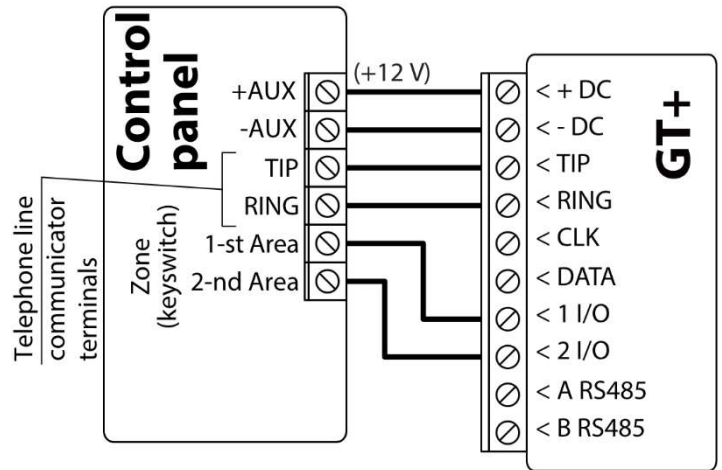 Control
panel
+AUX
-AUX
TIP
RING
1-st Area
2-nd Area
Zone
(keyswitch)
Telephone line
communicator
terminals
(+12 V)
GT+
< + DC
< - DC
< TIP
< RING
< CLK
< DATA
< 1 I/O
< 2 I/O
< A RS485
< B RS485